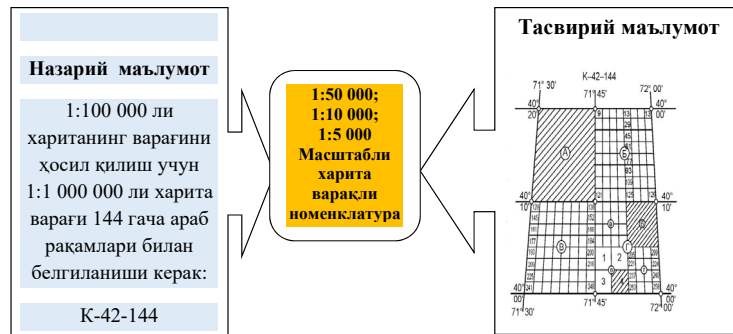 Назарий маълумот
1:100 000 ли
хаританинг варағини
ҳосил қилиш учун
1:1 000 000 ли харита
варағи 144 гача араб
рақамлари билан
белгиланиши керак:
К-42-144
1:50 000;
1:10 000;
1:5 000
Масштабли
харита
варақли
номенклатура
Тасвирий маълумот
К–42–144
71° 30' 71°45' 72° 00'
40° 20' 40° 00'
А Б
40° 10' 40° 10'
В Г
1 2
3 4
40° 00' 40° 00'
71° 30' 71°45' 72° 00'